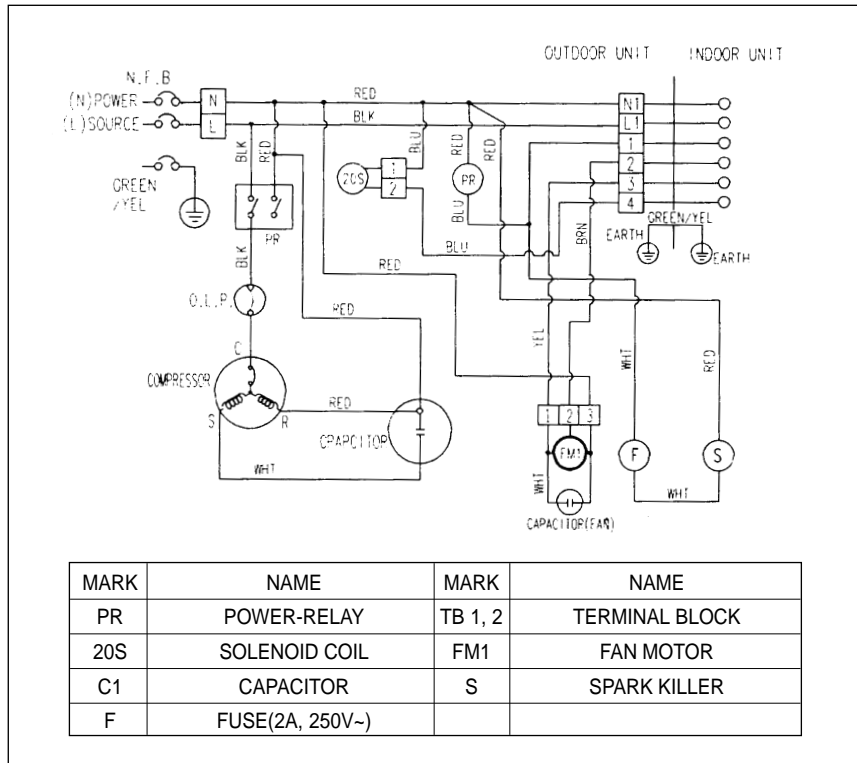 OUTDOOR UNIT INDOOR UNIT
N.F.B
(N)POWER N RED N1
(L)SOURCE L BLK L1
1
2
3
4
BLK RED BLU RED RED
1
20S 2 PR
GREEN
/YEL
PR
BLU BLU BRN GREEN/YEL
EARTH EARTH
BLK RED
O.L.P. RED
YEL WHT RED
C
COMPRESSOR
S R RED
CPAPCITOR
WHT
1 2 3
FM1 F S
WHT WHT
CAPACITOR(FAN)
MARK NAME MARK NAME
PR POWER-RELAY TB 1, 2 TERMINAL BLOCK
20S SOLENOID COIL FM1 FAN MOTOR
C1 CAPACITOR S SPARK KILLER
F FUSE(2A, 250V~)